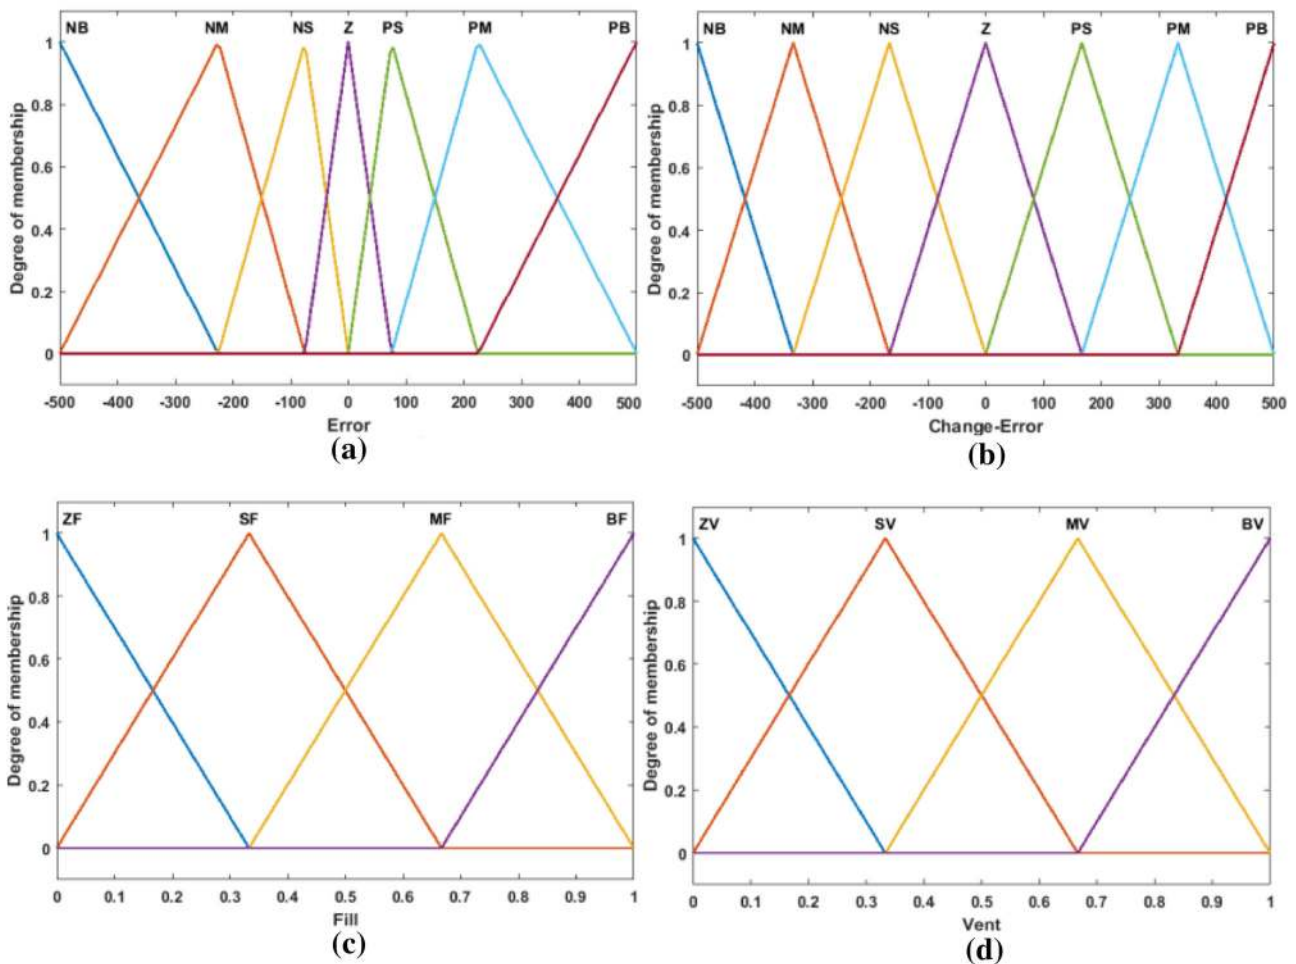 NB NM NS Z PS PM PB
1
0.8
0.6
0.4
0.2
0
Degree of membership
-500 -400 -300 -200 -100 0 100 200 300 400 500
Error
(a)
NB NM NS Z PS PM PB
1
0.8
0.6
0.4
0.2
0
Degree of membership
-500 -400 -300 -200 -100 0 100 200 300 400 500
Change-Error
(b)
ZF SF MF BF
1
0.8
0.6
0.4
0.2
0
Degree of membership
0 0.1 0.2 0.3 0.4 0.5 0.6 0.7 0.8 0.9 1
Fill
(c)
ZV SV MV BV
1
0.8
0.6
0.4
0.2
0
Degree of membership
0 0.1 0.2 0.3 0.4 0.5 0.6 0.7 0.8 0.9 1
Vent
(d)